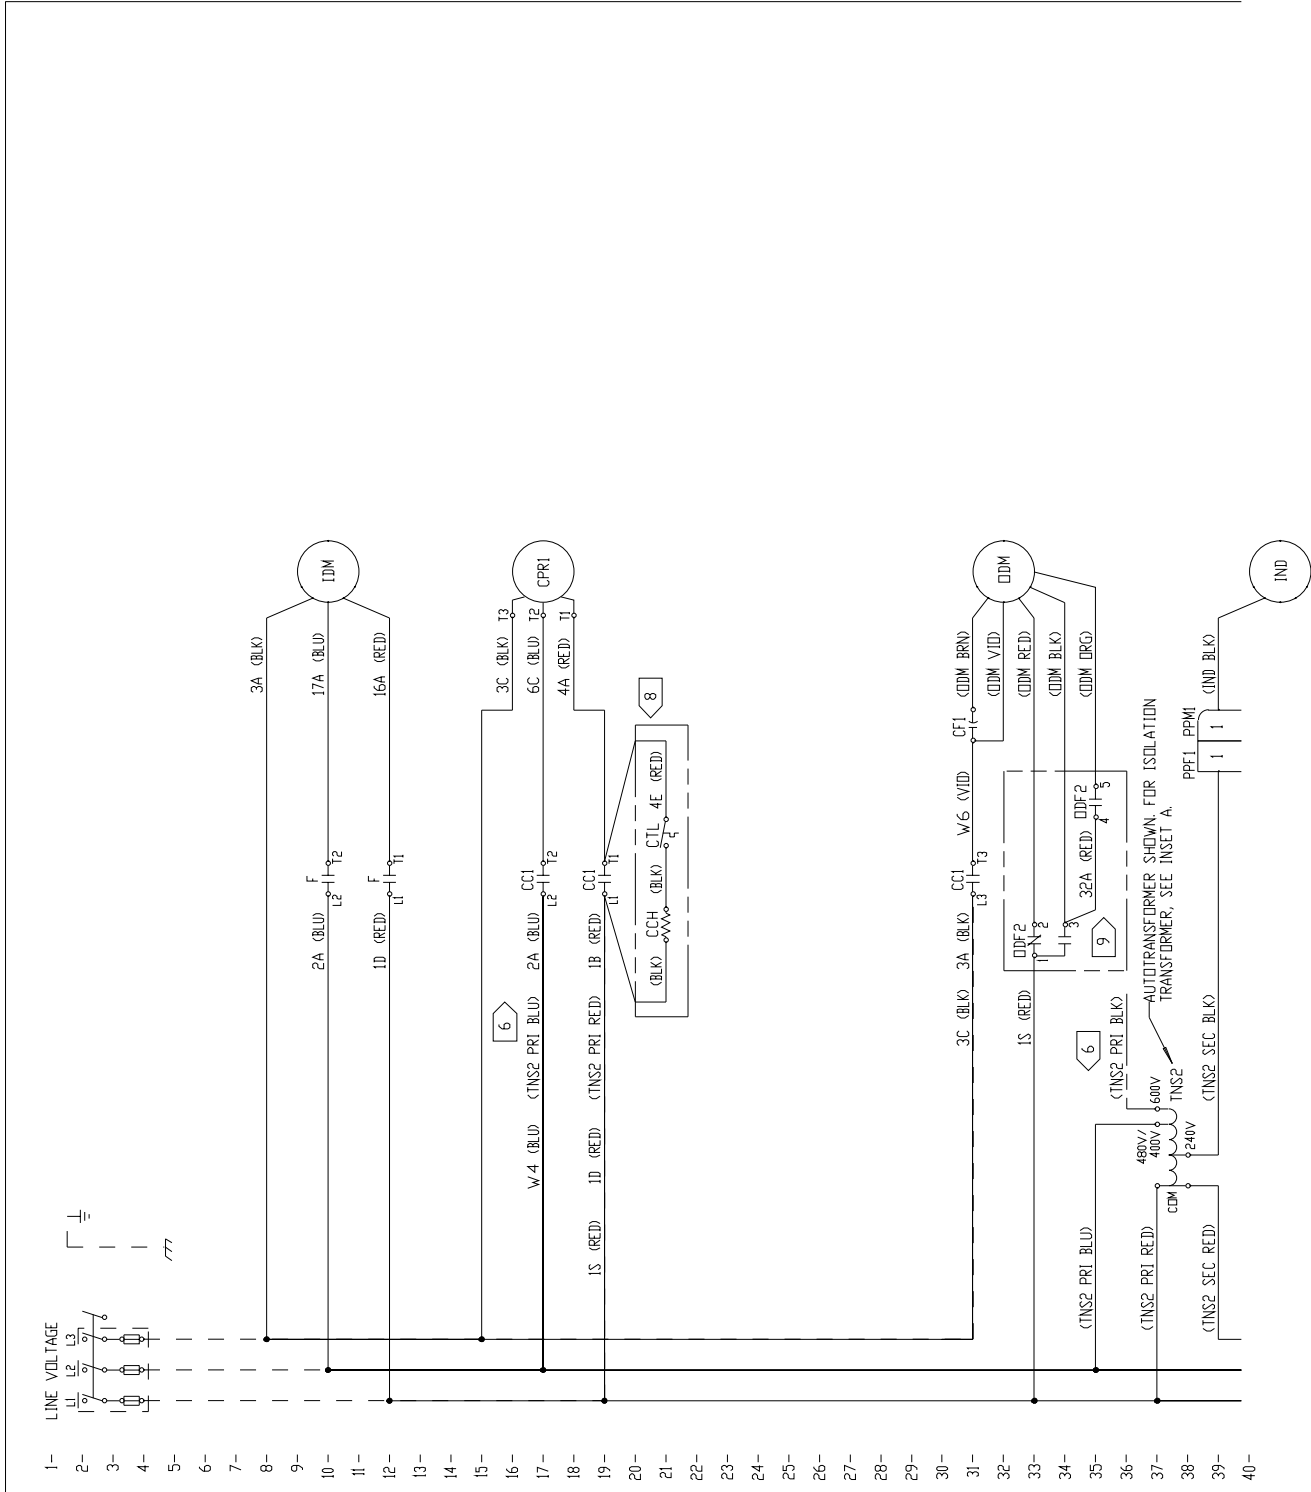 1-
LINE VOLTAGE
L1 L2 L3
2-
3-
4-
5-
6-
7-
8-
3A (BLK)
9-
10-
2A (BLU)
L2 F T2
17A (BLU)
IDM
11-
12-
1D (RED)
L1 F T1
16A (RED)
13-
14-
15-
16-
3C (BLK) T3
6
17-
W4 (BLU) (TNS2 PRI BLU) 2A (BLU)
L2 CC1 T2
6C (BLU) T2
CPR1
18-
4A (RED) T1
19-
1S (RED) 1D (RED) (TNS2 PRI RED) 1B (RED)
L1 CC1 T1
20-
8
21-
(BLK) CCH (BLK) CTL 4E (RED)
22-
23-
24-
25-
26-
27-
28-
29-
30-
31-
3C (BLK) 3A (BLK)
L3 CC1 T3
W6 (VIO) CF1 (ODM BRN)
32-
(ODM VIO)
ODM
33-
1S (RED)
1 ODF2 2
(ODM RED)
34-
3
(ODM BLK)
9
35-
(TNS2 PRI BLU)
32A (RED)
4 ODF2 5
(ODM ORG)
6
36-
(TNS2 PRI BLK)
37-
(TNS2 PRI RED)
480V/
400V
600V
AUTOTRANSFORMER SHOWN. FOR ISOLATION
TRANSFORMER, SEE INSET A.
TNS2
38-
COM
240V
PPF1 PPM1
39-
(TNS2 SEC RED) (TNS2 SEC BLK)
1 1
(IND BLK)
40-
IND